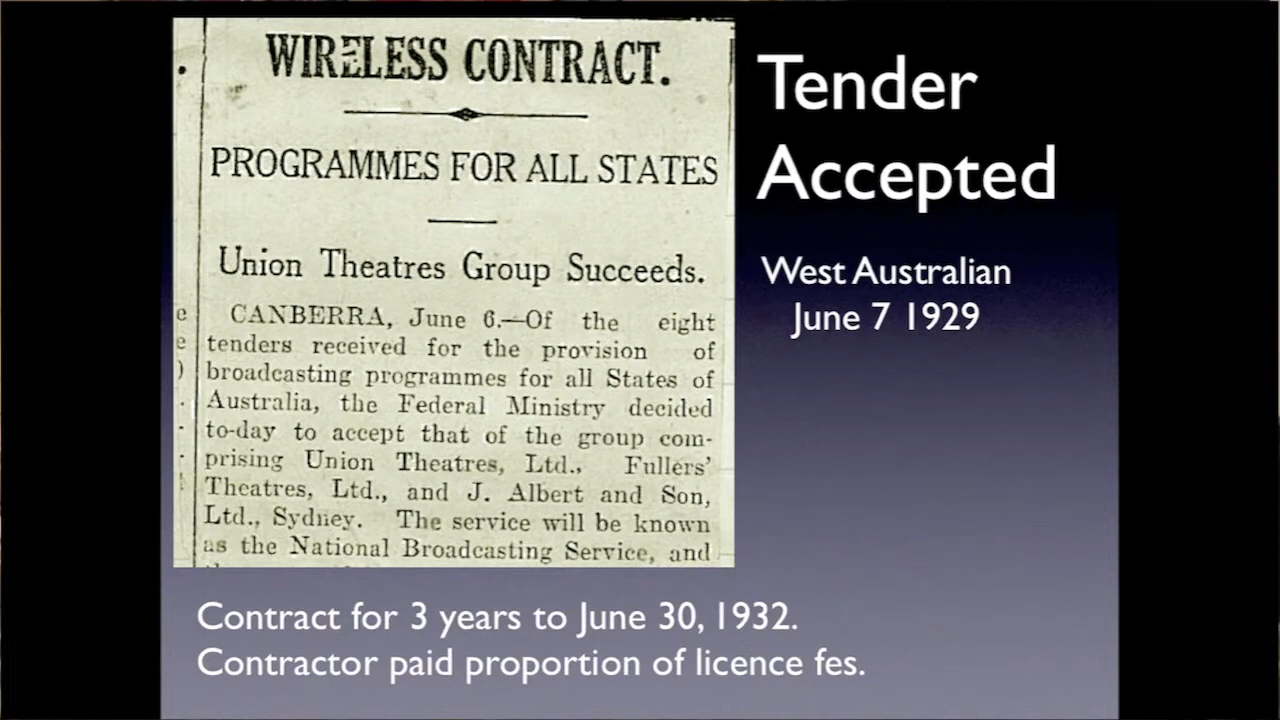 WIRELESS CONTRACT.
PROGRAMMES FOR ALL STATES
Union Theatres Group Succeeds.
CANBERRA, June 6.—Of the eight
tenders received for the provision of
broadcasting programmes for all States of
Australia, the Federal Ministry decided
to-day to accept that of the group com-
prising Union Theatres, Ltd., Fullers'
Theatres, Ltd., and J. Albert and Son,
Ltd., Sydney. The service will be known
as the National Broadcasting Service, and
Tender
Accepted
West Australian
June 7 1929
Contract for 3 years to June 30, 1932.
Contractor paid proportion of licence fes.